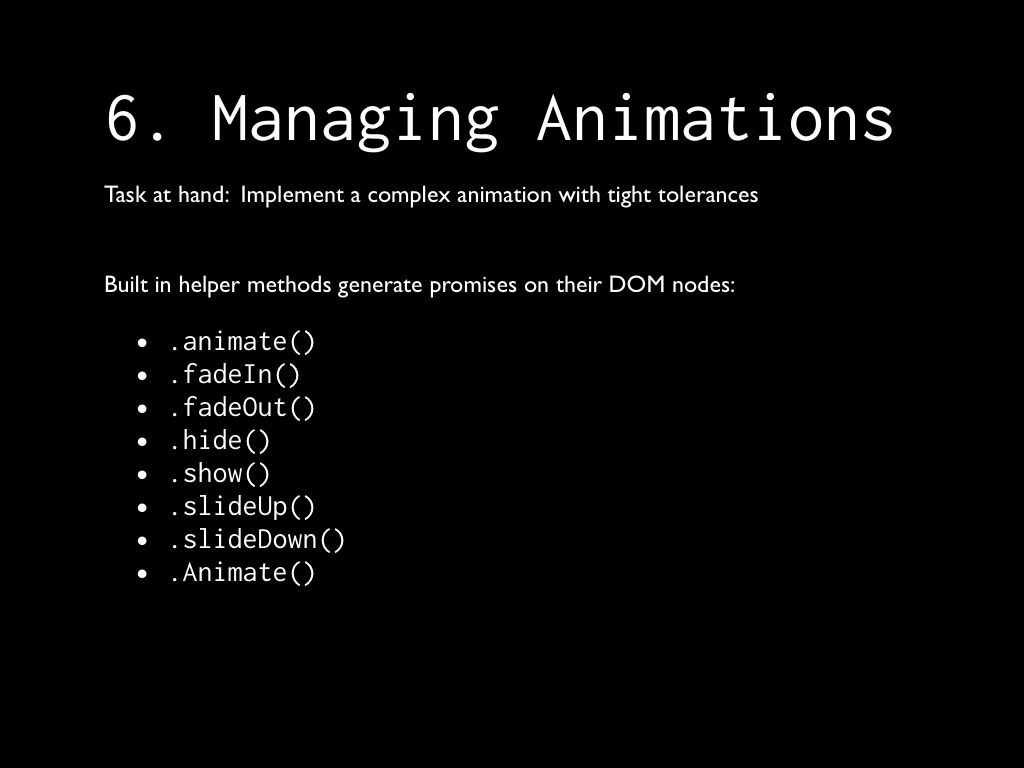 6. Managing Animations
Task at hand:  Implement a complex animation with tight tolerances
Built in helper methods generate promises on their DOM nodes:
• .animate()
• .fadeIn()
• .fadeOut()
• .hide()
• .show()
• .slideUp()
• .slideDown()
• .Animate()